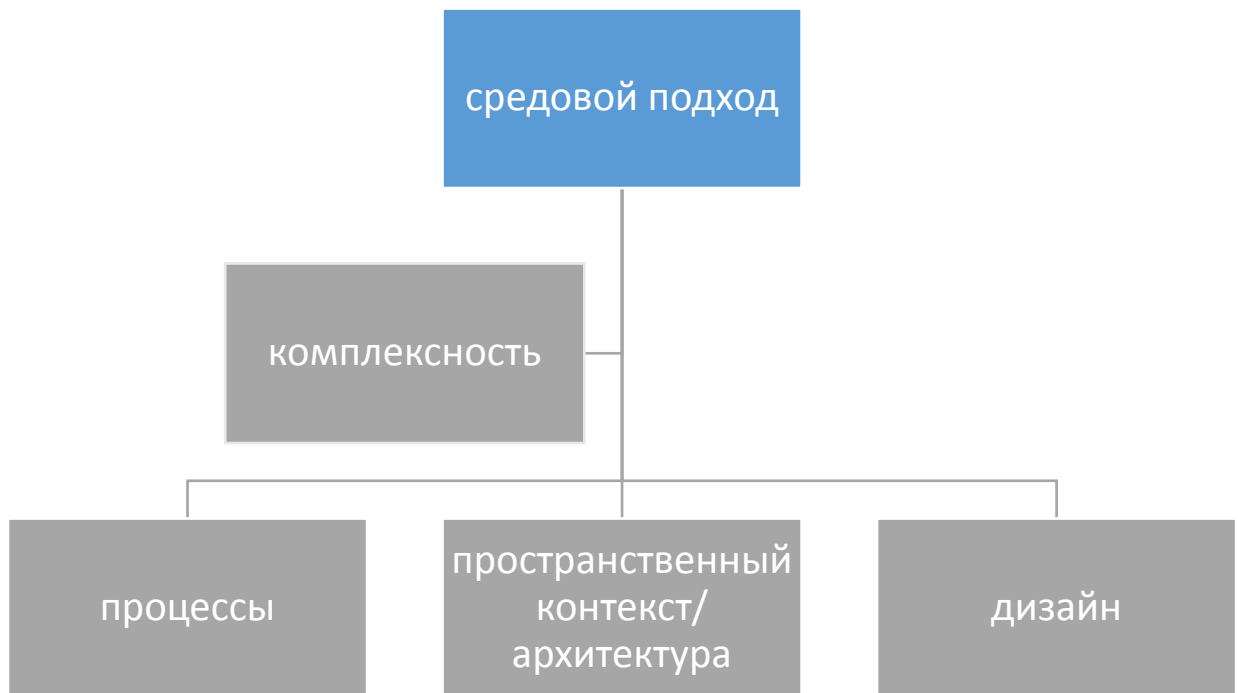 средовой подход
комплексность
процессы
пространственный
контекст/
архитектура
дизайн